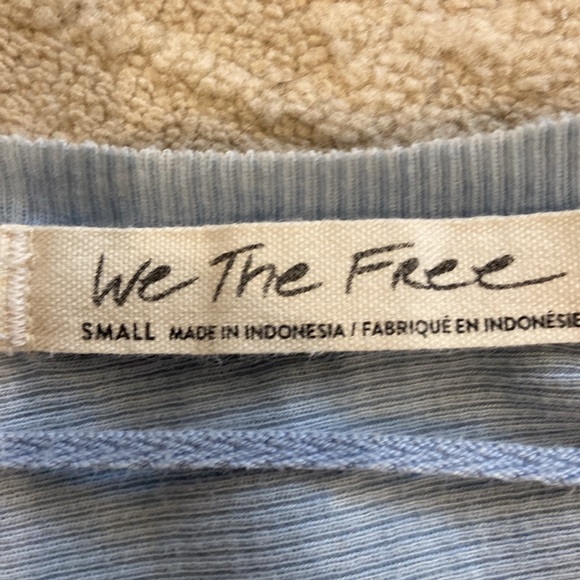 We The Free
SMALL MADE IN INDONESIA / FABRIQUÉ EN INDONÉSIE